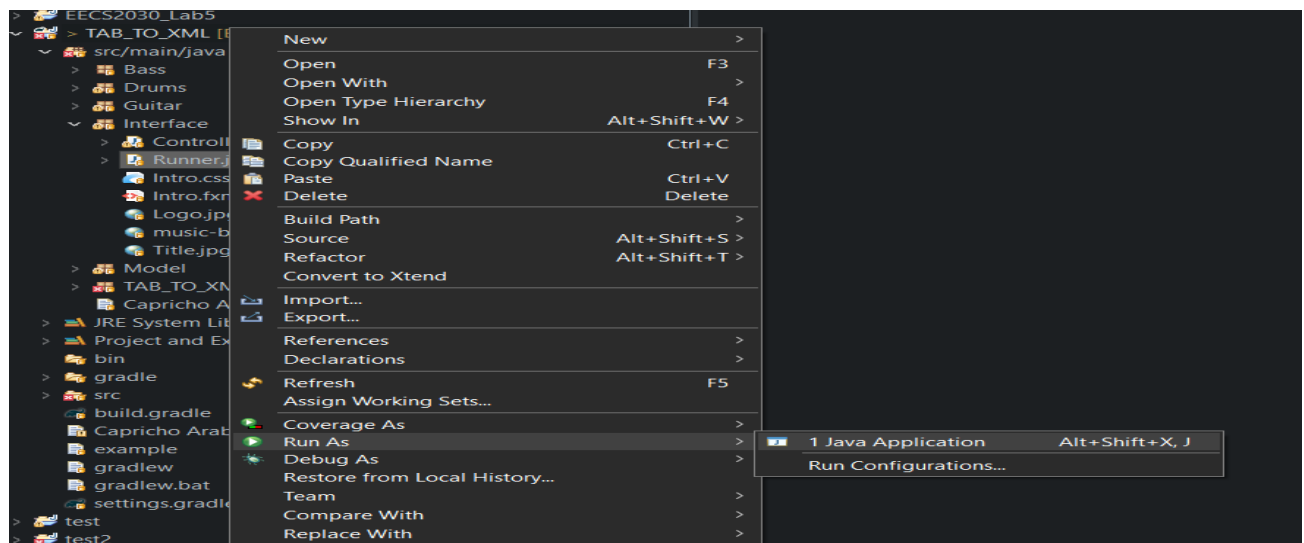 EECS2030_Lab5
> TAB_TO_XML [
src/main/java
Bass
Drums
Guitar
Interface
Controll
Runner.j
Intro.css
Intro.fxn
Logo.jp
music-b
Title.jpg
Model
TAB_TO_XM
Capricho A
JRE System Lib
Project and Ex
bin
gradle
src
build.gradle
Capricho Arab
example
gradlew
gradlew.bat
settings.gradle
test
test2
New >
Open F3
Open With >
Open Type Hierarchy F4
Show In Alt+Shift+W >
Copy Ctrl+C
Copy Qualified Name
Paste Ctrl+V
Delete Delete
Build Path >
Source Alt+Shift+S >
Refactor Alt+Shift+T >
Convert to Xtend
Import...
Export...
References >
Declarations >
Refresh F5
Assign Working Sets...
Coverage As >
Run As >
Debug As >
Restore from Local History...
Team >
Compare With >
Replace With >
1 Java Application Alt+Shift+X, J
Run Configurations...